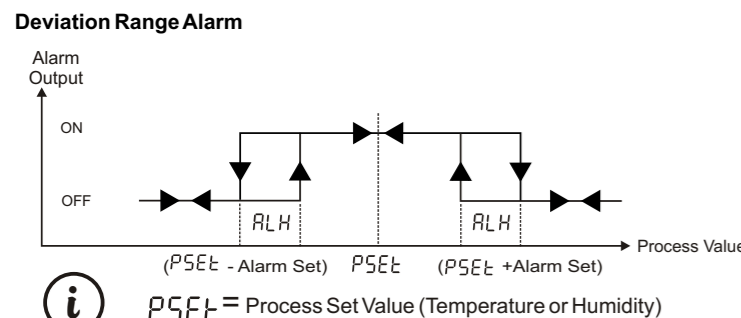 Deviation Range Alarm
Alarm
Output
ON
OFF
ALH
ALH
Process Value
(PSEt - Alarm Set)
PSEt
(PSEt +Alarm Set)
i
PSEt = Process Set Value (Temperature or Humidity)